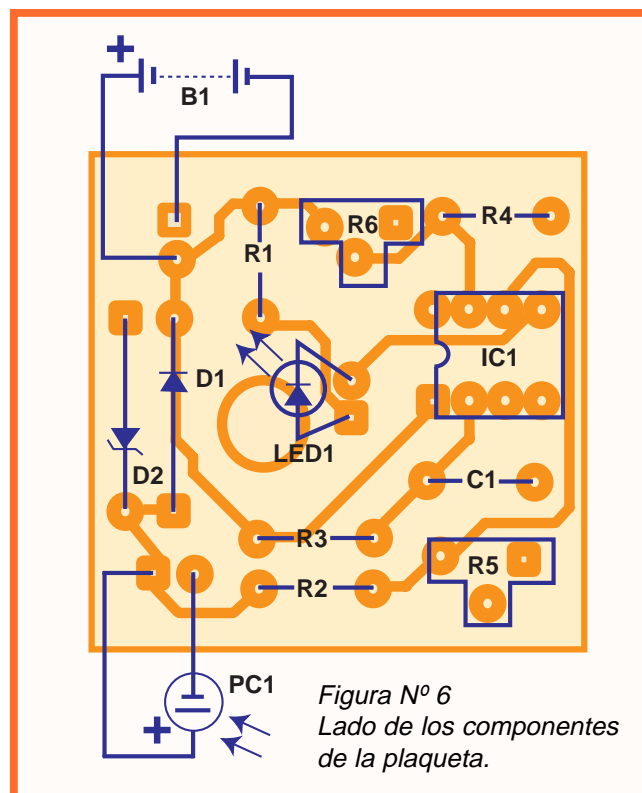 +
B1
R1
R6
R4
IC1
D1
LED1
D2
C1
R3
R5
R2
PC1
+
Figura Nº 6
Lado de los componentes
de la plaqueta.